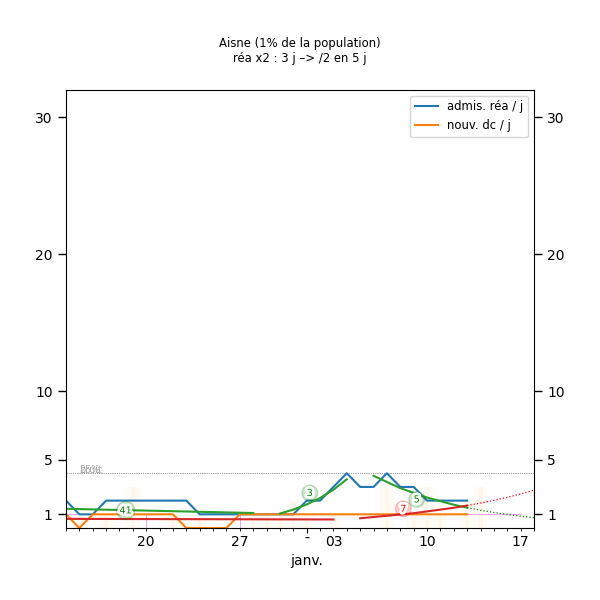 Aisne (1% de la population)
réa x2 : 3 j –> /2 en 5 j
admis. réa / j
nouv. dc / j
30 30
20 20
10 10
5 5
1 1
41
3
5
7
20 27 - 03 10 17
janv.